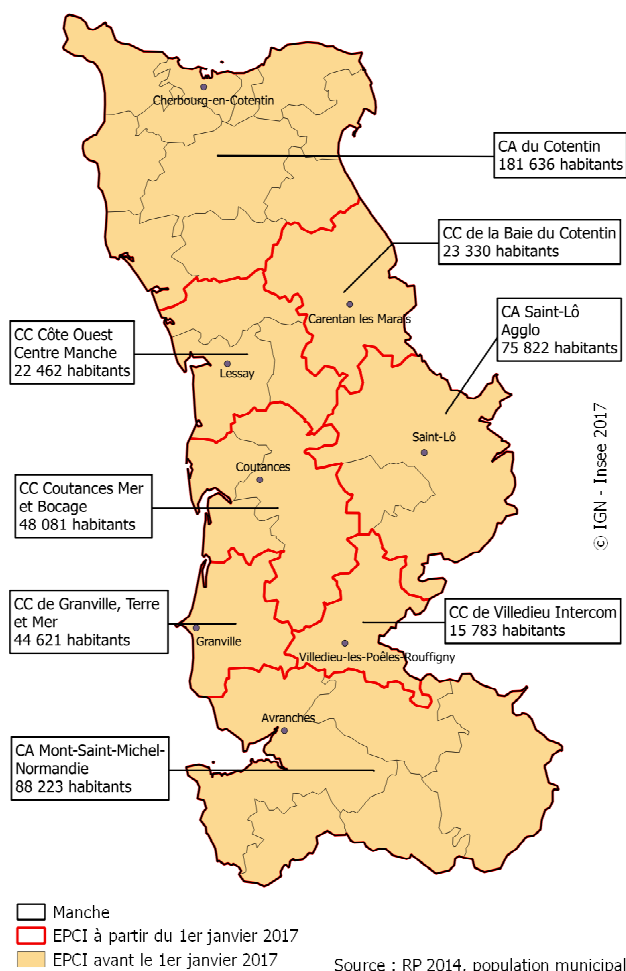 Cherbourg-en-Cotentin
CA du Cotentin
181 636 habitants
CC de la Baie du Cotentin
23 330 habitants
Carentan les Marais
CA Saint-Lô
Agglo
75 822 habitants
CC Côte Ouest
Centre Manche
22 462 habitants
Lessay
Saint-Lô
Coutances
CC Coutances Mer
et Bocage
48 081 habitants
© IGN - Insee 2017
CC de Granville, Terre
et Mer
44 621 habitants
Granville
CC de Villedieu Intercom
15 783 habitants
Villedieu-les-Poêles-Rouffigny
Avranches
CA Mont-Saint-Michel-
Normandie
88 223 habitants
Manche
EPCI à partir du 1er janvier 2017
EPCI avant le 1er janvier 2017
Source : RP 2014, population municipal